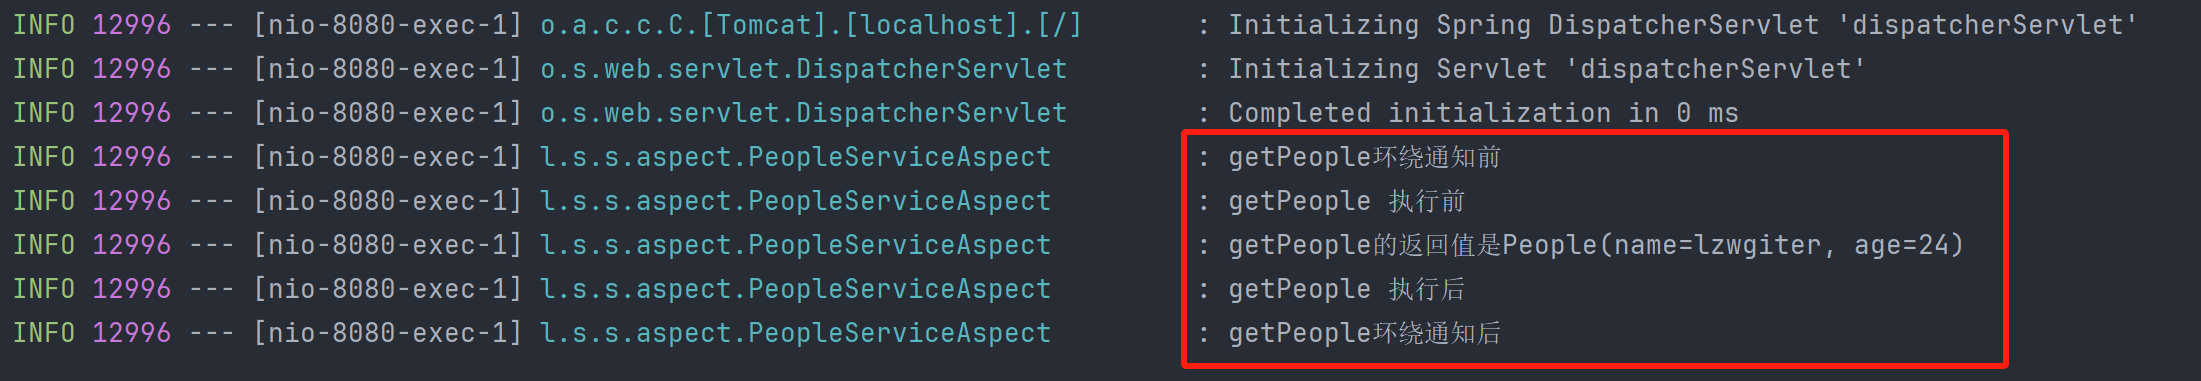 INFO 12996 --- [nio-8080-exec-1] o.a.c.c.C.[Tomcat].[localhost].[/] : Initializing Spring DispatcherServlet 'dispatcherServlet'
INFO 12996 --- [nio-8080-exec-1] o.s.web.servlet.DispatcherServlet : Initializing Servlet 'dispatcherServlet'
INFO 12996 --- [nio-8080-exec-1] o.s.web.servlet.DispatcherServlet : Completed initialization in 0 ms
INFO 12996 --- [nio-8080-exec-1] l.s.s.aspect.PeopleServiceAspect : getPeople环绕通知前
INFO 12996 --- [nio-8080-exec-1] l.s.s.aspect.PeopleServiceAspect : getPeople 执行前
INFO 12996 --- [nio-8080-exec-1] l.s.s.aspect.PeopleServiceAspect : getPeople的返回值是People(name=lzwgiter, age=24)
INFO 12996 --- [nio-8080-exec-1] l.s.s.aspect.PeopleServiceAspect : getPeople 执行后
INFO 12996 --- [nio-8080-exec-1] l.s.s.aspect.PeopleServiceAspect : getPeople环绕通知后